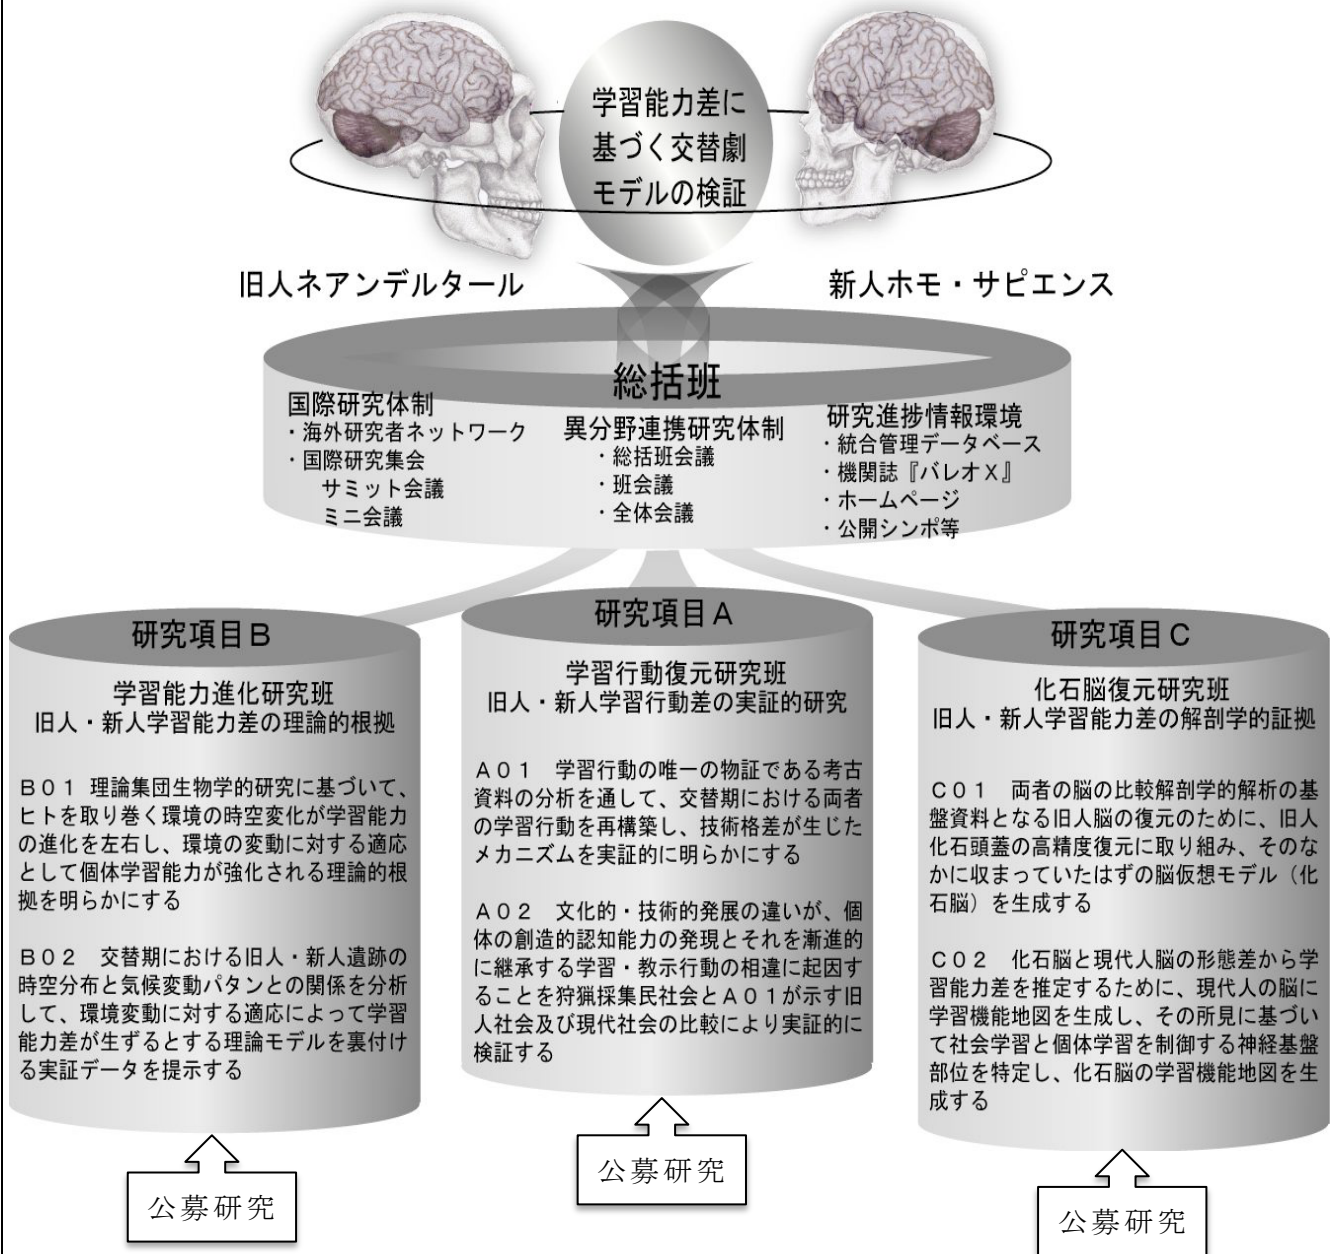 学習能力差に
基づく交替劇
モデルの検証
旧人ネアンデルタール
新人ホモ・サピエンス
総括班
国際研究体制
・海外研究者ネットワーク
・国際研究集会
サミット会議
ミニ会議
異分野連携研究体制
・総括班会議
・班会議
・全体会議
研究進捗情報環境
・統合管理データベース
・機関誌『パレオX』
・ホームページ
・公開シンポ等
研究項目B
学習能力進化研究班
旧人・新人学習能力差の理論的根拠
B01 理論集団生物学的研究に基づいて、
ヒトを取り巻く環境の時空変化が学習能力
の進化を左右し、環境の変動に対する適応
として個体学習能力が強化される理論的根
拠を明らかにする
B02 交替期における旧人・新人遺跡の
時空分布と気候変動パタンとの関係を分析
して、環境変動に対する適応によって学習
能力差が生ずるとする理論モデルを裏付け
る実証データを提示する
公募研究
研究項目A
学習行動復元研究班
旧人・新人学習行動差の実証的研究
A01 学習行動の唯一の物証である考古
資料の分析を通して、交替期における両者
の学習行動を再構築し、技術格差が生じた
メカニズムを実証的に明らかにする
A02 文化的・技術的発展の違いが、個
体の創造的認知能力の発現とそれを漸進的
に継承する学習・教示行動の相違に起因す
ることを狩猟採集民社会とA01が示す旧
人社会及び現代社会の比較により実証的に
検証する
公募研究
研究項目C
化石脳復元研究班
旧人・新人学習能力差の解剖学的証拠
C01 両者の脳の比較解剖学的解析の基
盤資料となる旧人脳の復元のために、旧人
化石頭蓋の高精度復元に取り組み、そのな
かに収まっていたはずの脳仮想モデル（化
石脳）を生成する
C02 化石脳と現代人脳の形態差から学
習能力差を推定するために、現代人の脳に
学習機能地図を生成し、その所見に基づい
て社会学習と個体学習を制御する神経基盤
部位を特定し、化石脳の学習機能地図を生
成する
公募研究